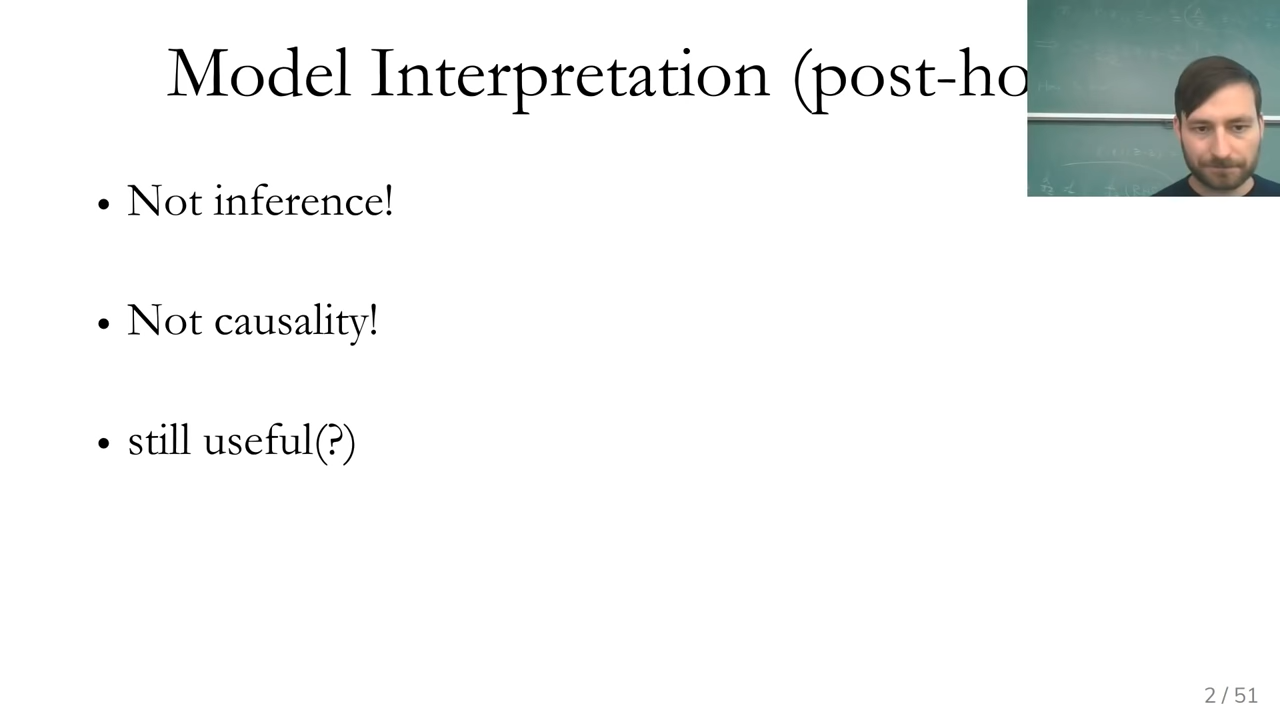 Model Interpretation (post-ho
• Not inference!
• Not causality!
• still useful(?)
2 / 51